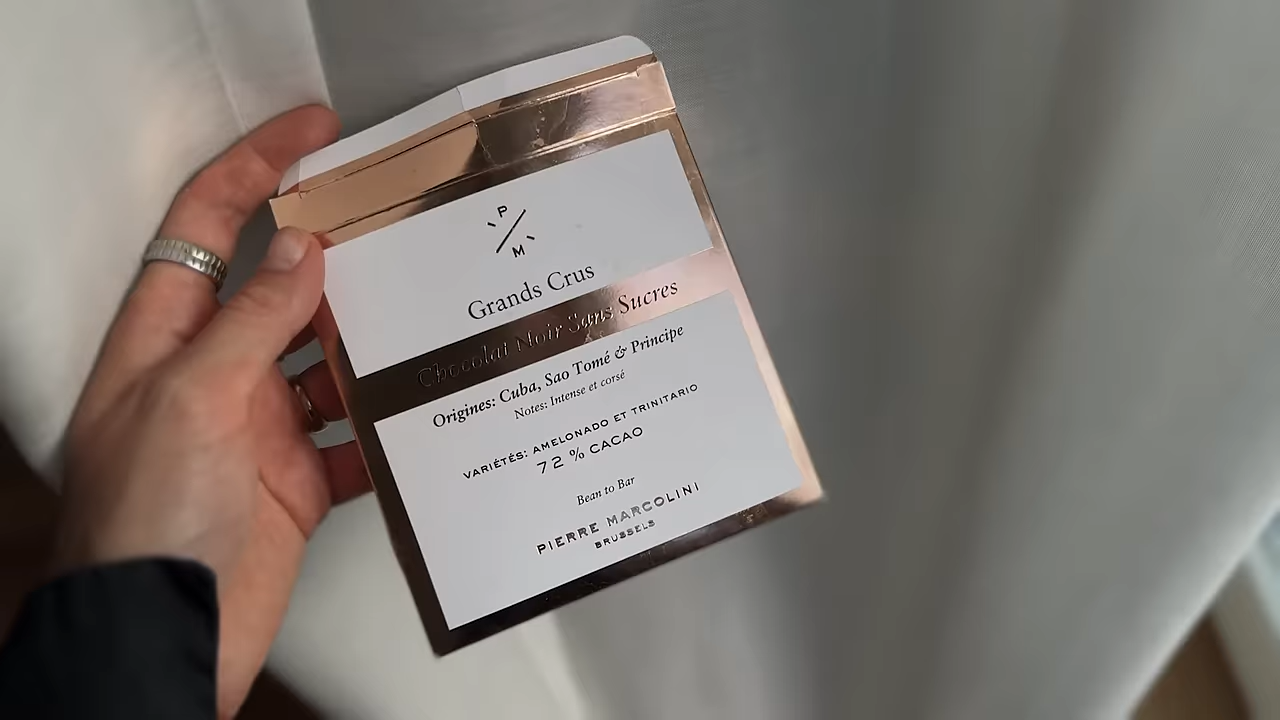 P
M
Grands Crus
Chocolat Noir Sans Sucres
Origines: Cuba, Sao Tomé & Principe
Notes: Intense et corsé
VARIÉTÉS: AMELONADO ET TRINITARIO
72 % CACAO
Bean to Bar
PIERRE MARCOLINI
BRUSSELS